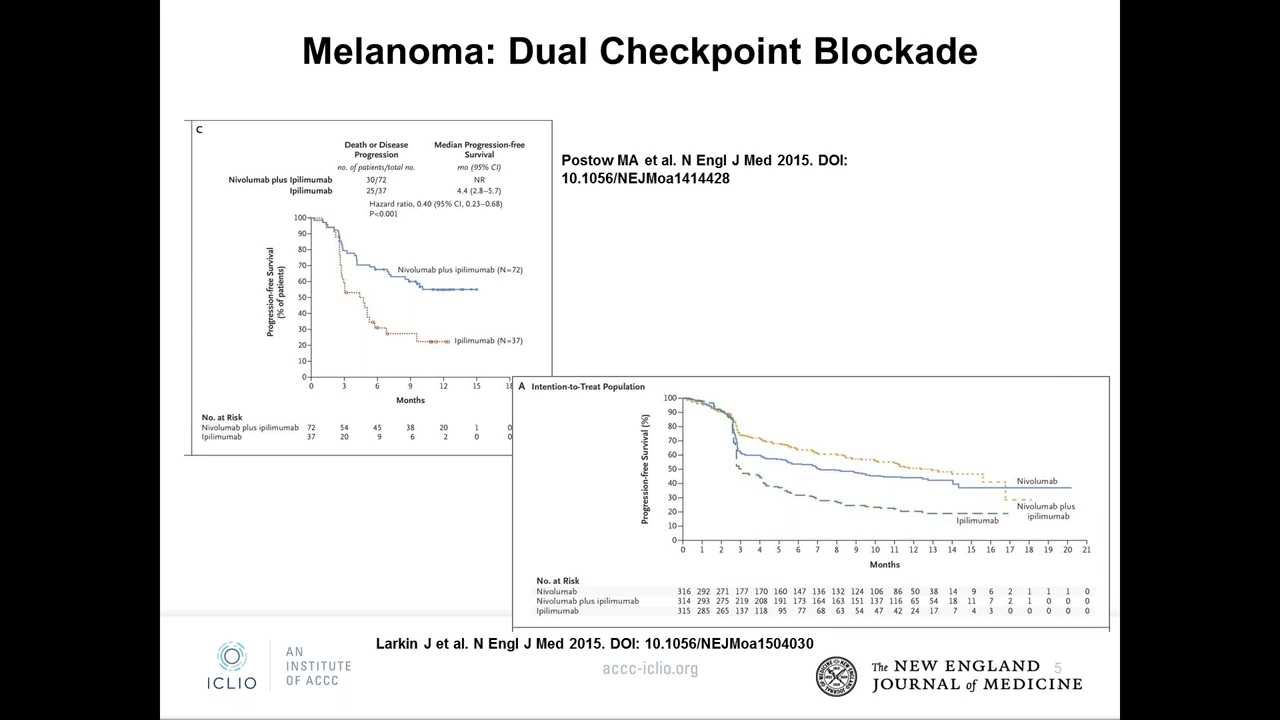 Melanoma: Dual Checkpoint Blockade
C
Death or Disease Progression
Median Progression-free Survival
no. of patients/total no.
mo (95% CI)
Nivolumab plus Ipilimumab 30/72 NR
Ipilimumab 25/37 4.4 (2.8–5.7)
Hazard ratio, 0.40 (95% CI, 0.23–0.68)
P<0.001
Progression-free Survival
(% of patients)
100
90
80
70
60
50
40
30
20
10
0
Nivolumab plus ipilimumab (N=72)
Ipilimumab (N=37)
0 3 6 9 12 15 18
Months
No. at Risk
Nivolumab plus ipilimumab 72 54 45 38 20 1 0
Ipilimumab 37 20 9 6 2 0 0
Postow MA et al. N Engl J Med 2015. DOI:
10.1056/NEJMoa1414428
A Intention-to-Treat Population
Progression-free Survival (%)
100
90
80
70
60
50
40
30
20
10
0
Nivolumab
Nivolumab plus
ipilimumab
Ipilimumab
0 1 2 3 4 5 6 7 8 9 10 11 12 13 14 15 16 17 18 19 20 21
Months
No. at Risk
Nivolumab 316 292 271 177 170 160 147 136 132 124 106 86 50 38 14 9 6 2 1 1 1 0
Nivolumab plus ipilimumab 314 293 275 219 208 191 173 164 163 151 137 116 65 54 18 11 7 2 1 0 0 0
Ipilimumab 315 285 265 137 118 95 77 68 63 54 47 42 24 17 7 4 3 0 0 0 0 0
Larkin J et al. N Engl J Med 2015. DOI: 10.1056/NEJMoa1504030
ICLIO
AN
INSTITUTE
OF ACCC
accc-iclio.org
The NEW ENGLAND
JOURNAL of MEDICINE
5